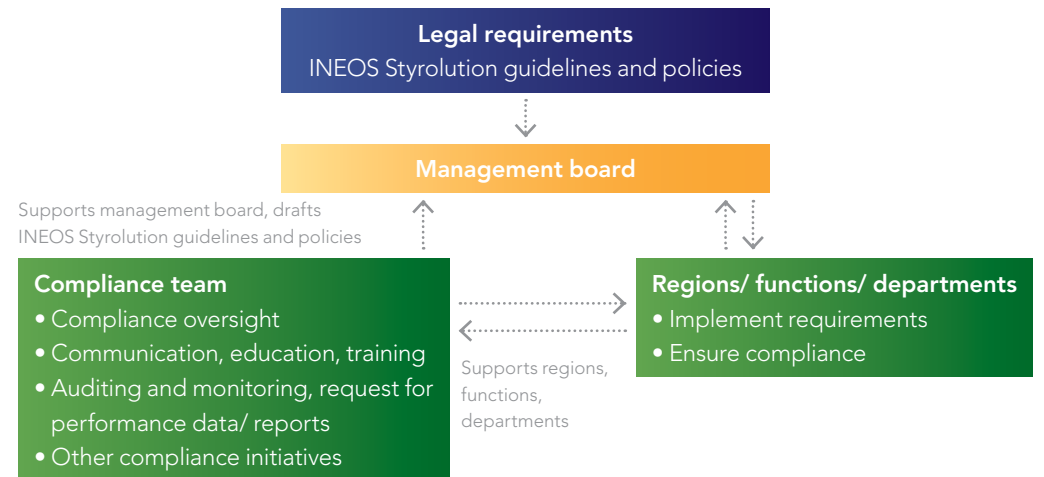 Legal requirements
INEOS Styrolution guidelines and policies
Management board
Supports management board, drafts
INEOS Styrolution guidelines and policies
Compliance team
• Compliance oversight
• Communication, education, training
• Auditing and monitoring, request for
performance data/ reports
• Other compliance initiatives
Supports regions,
functions,
departments
Regions/ functions/ departments
• Implement requirements
• Ensure compliance